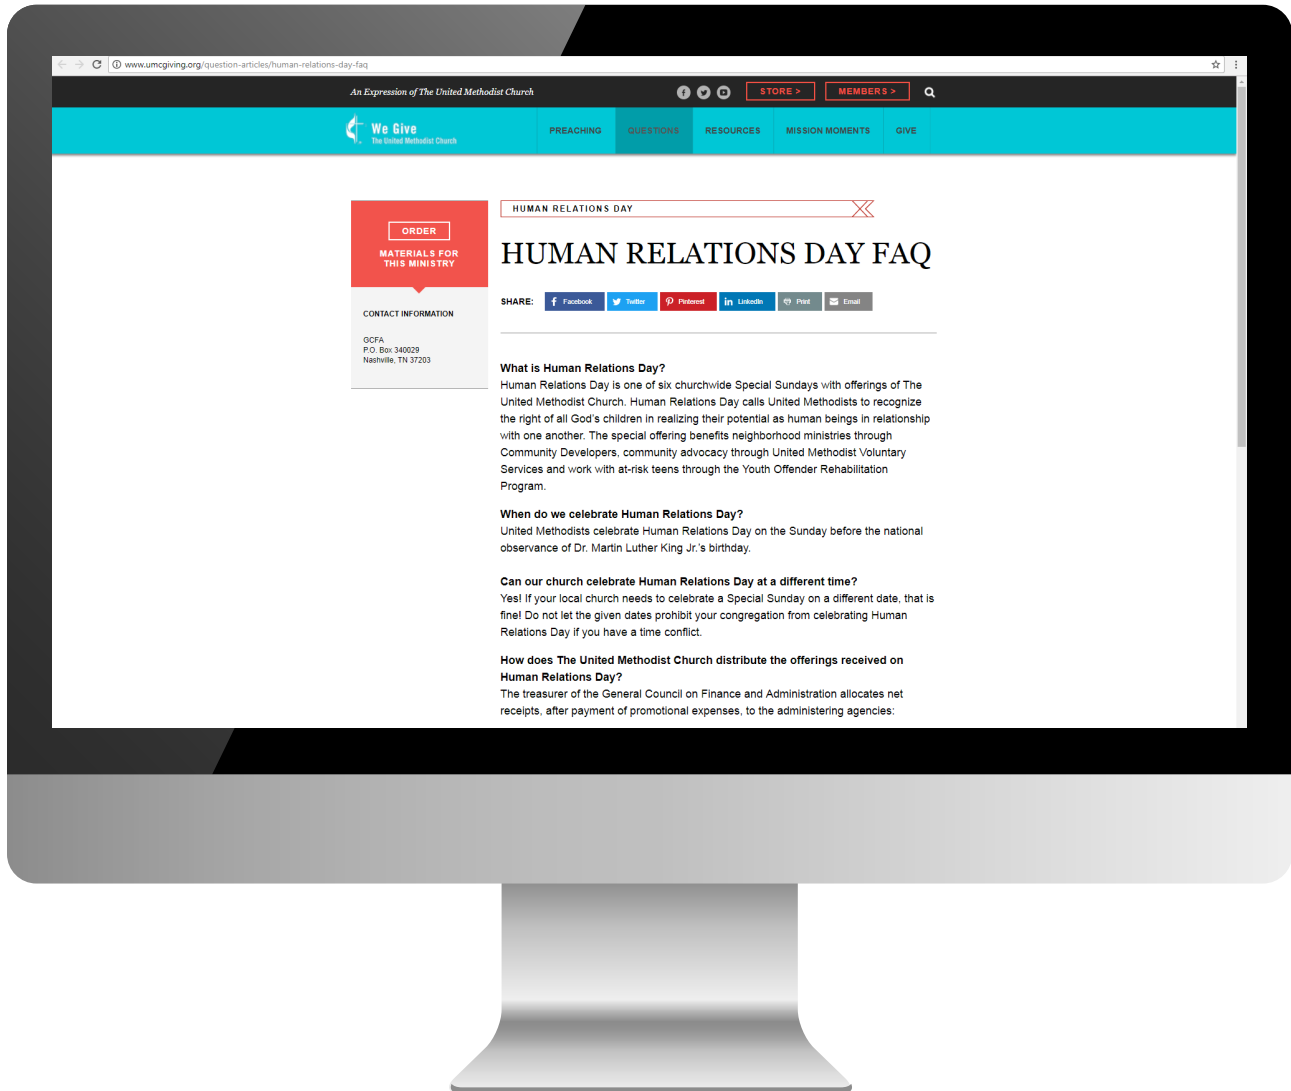 www.umcgiving.org/question-articles/human-relations-day-faq
An Expression of The United Methodist Church
STORE >
MEMBERS >
We Give
The United Methodist Church
PREACHING
QUESTIONS
RESOURCES
MISSION MOMENTS
GIVE
ORDER
MATERIALS FOR
THIS MINISTRY
CONTACT INFORMATION
GCFA
P.O. Box 340029
Nashville, TN 37203
HUMAN RELATIONS DAY
HUMAN RELATIONS DAY FAQ
SHARE:
Facebook
Twitter
Pinterest
LinkedIn
Print
Email
What is Human Relations Day?
Human Relations Day is one of six churchwide Special Sundays with offerings of The
United Methodist Church. Human Relations Day calls United Methodists to recognize
the right of all God's children in realizing their potential as human beings in relationship
with one another. The special offering benefits neighborhood ministries through
Community Developers, community advocacy through United Methodist Voluntary
Services and work with at-risk teens through the Youth Offender Rehabilitation
Program.
When do we celebrate Human Relations Day?
United Methodists celebrate Human Relations Day on the Sunday before the national
observance of Dr. Martin Luther King Jr.'s birthday.
Can our church celebrate Human Relations Day at a different time?
Yes! If your local church needs to celebrate a Special Sunday on a different date, that is
fine! Do not let the given dates prohibit your congregation from celebrating Human
Relations Day if you have a time conflict.
How does The United Methodist Church distribute the offerings received on
Human Relations Day?
The treasurer of the General Council on Finance and Administration allocates net
receipts, after payment of promotional expenses, to the administering agencies: